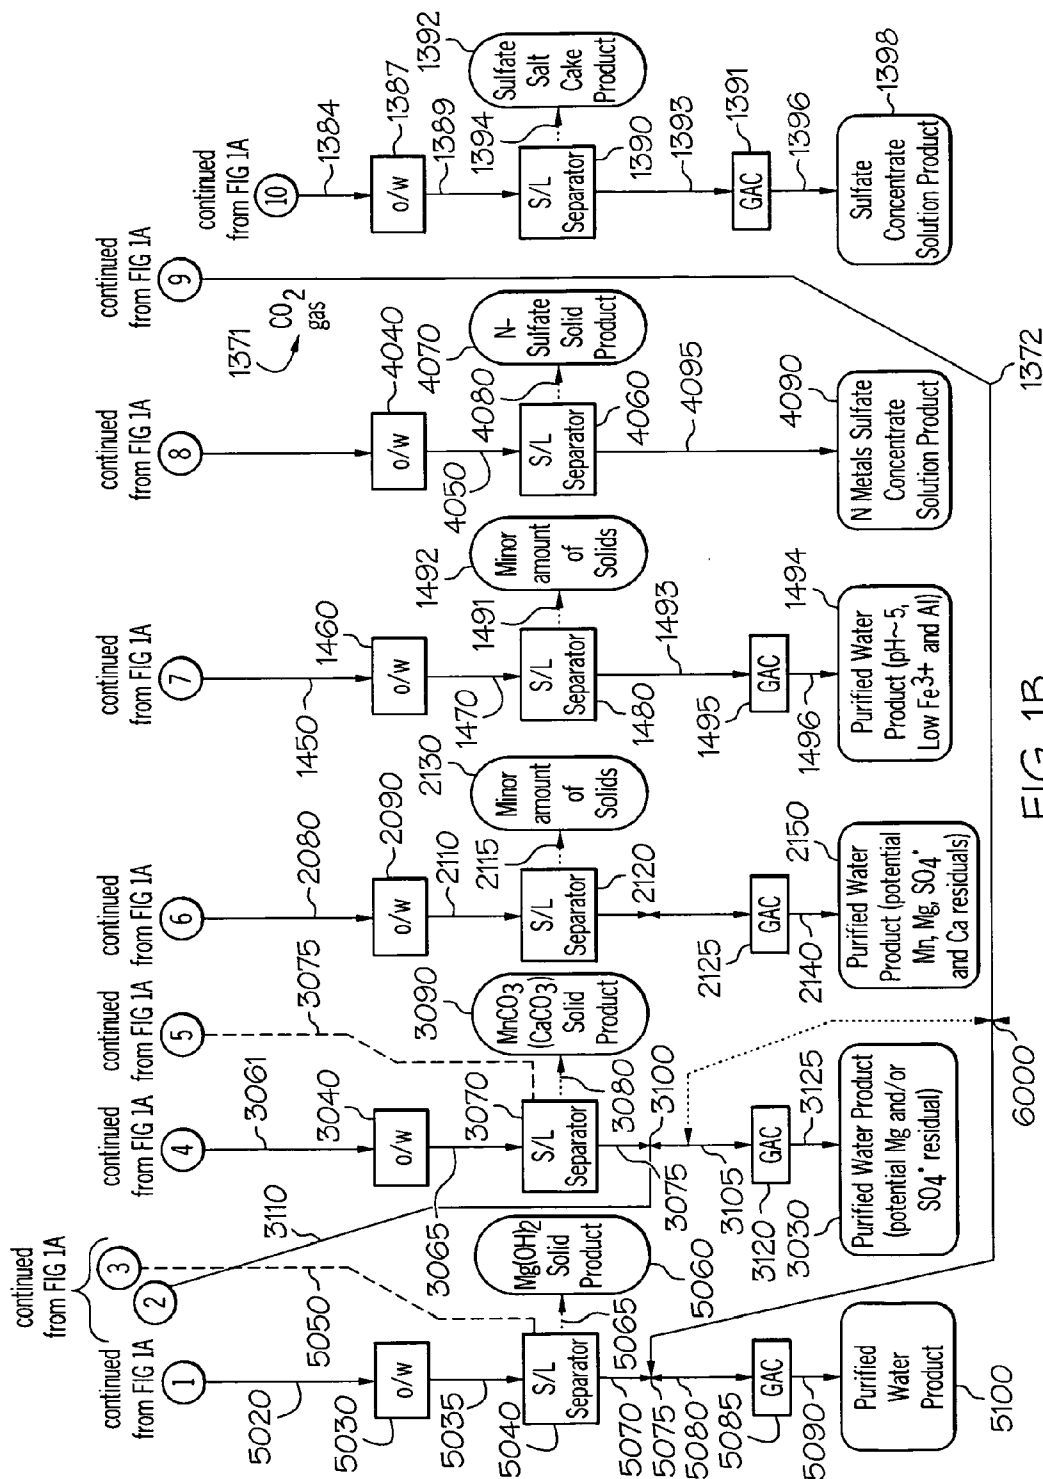 continued
from FIG 1A
1
5020
5030
o/w
5035
5040
S/L
Separator
5065
Mg(OH)2
Solid
Product
5060
5070
5075
5080
5085
GAC
5090
Purified
Water
Product
5100
continued
from FIG 1A
2
3
3110
5050
continued
from FIG 1A
4
3061
3040
o/w
3065
3070
S/L
Separator
3080
MnCO3
(CaCO3)
Solid
Product
3090
3075
3100
3105
3120
GAC
3125
3030
Purified Water Product
(potential Mg and/or
SO4• residual)
continued
from FIG 1A
5
3075
continued
from FIG 1A
6
2080
2090
o/w
2110
2115
S/L
Separator
Minor
amount
of
Solids
2130
2120
2125
GAC
2140
Purified Water
Product (potential
Mn, Mg, SO4•
and Ca residuals)
2150
continued
from FIG 1A
7
1450
1460
o/w
1470
1491
S/L
Separator
Minor
amount
of
Solids
1492
1480
1493
1495
GAC
1496
Purified Water
Product (pH~5,
Low Fe3+ and Al)
1494
continued
from FIG 1A
8
4040
o/w
4050
4080
S/L
Separator
N-
Sulfate
Solid
Product
4070
4060
4095
N Metals Sulfate
Concentrate
Solution Product
4090
continued
from FIG 1A
9
1371
CO2
gas
1372
6000
continued
from FIG 1A
10
1384
1387
o/w
1389
1394
S/L
Separator
Sulfate
Salt
Cake
Product
1392
1390
1393
GAC
1391
1396
Sulfate
Concentrate
Solution Product
1398
FIG 1B